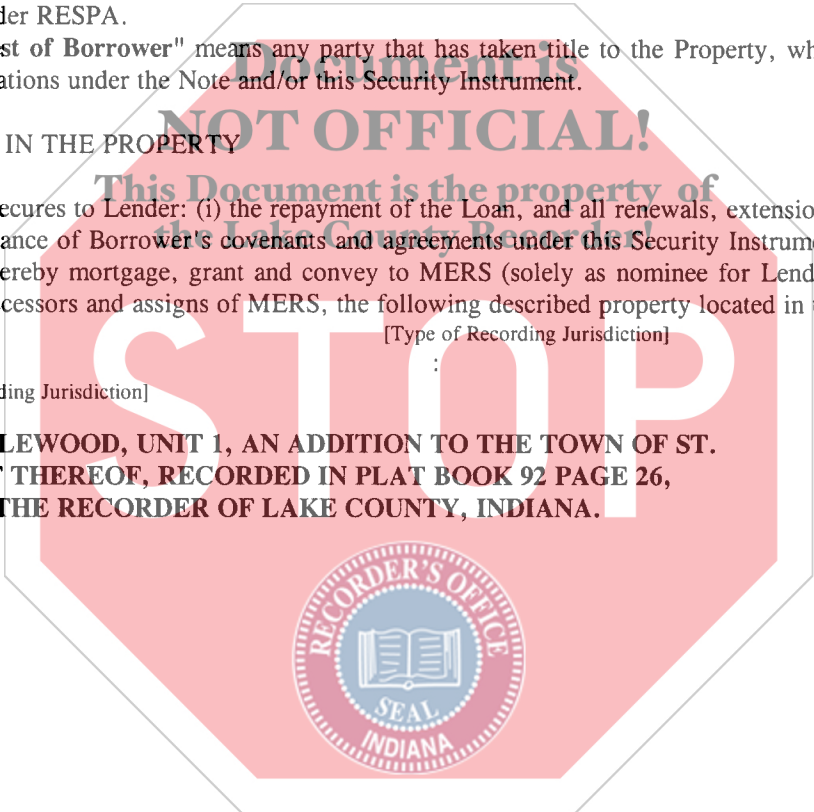 der RESPA.
st of Borrower" means any party that has taken title to the Property, wh
ations under the Note and/or this Security Instrument.
Document is
NOT OFFICIAL!
IN THE PROPERTY
This Document is the property of
the Lake County Recorder!
ecures to Lender: (i) the repayment of the Loan, and all renewals, extensio
ance of Borrower's covenants and agreements under this Security Instrum
ereby mortgage, grant and convey to MERS (solely as nominee for Lend
cessors and assigns of MERS, the following described property located in
[Type of Recording Jurisdiction]
:
ding Jurisdiction]
STOP
LEWOOD, UNIT 1, AN ADDITION TO THE TOWN OF ST.
THEREOF, RECORDED IN PLAT BOOK 92 PAGE 26,
THE RECORDER OF LAKE COUNTY, INDIANA.
RECORDER'S OFFICE
SEAL
INDIANA